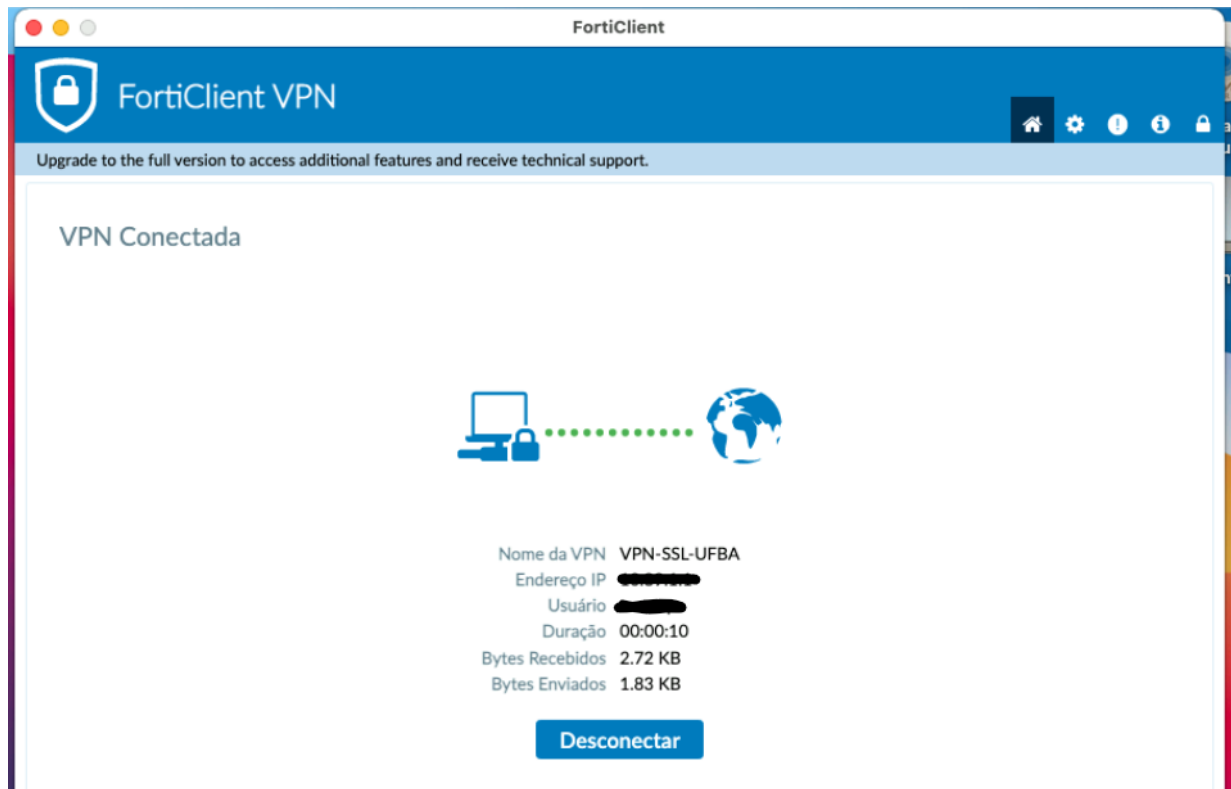 FortiClient
FortiClient VPN
Upgrade to the full version to access additional features and receive technical support.
VPN Conectada
Nome da VPN VPN-SSL-UFBA
Endereço IP
Usuário
Duração 00:00:10
Bytes Recebidos 2.72 KB
Bytes Enviados 1.83 KB
Desconectar